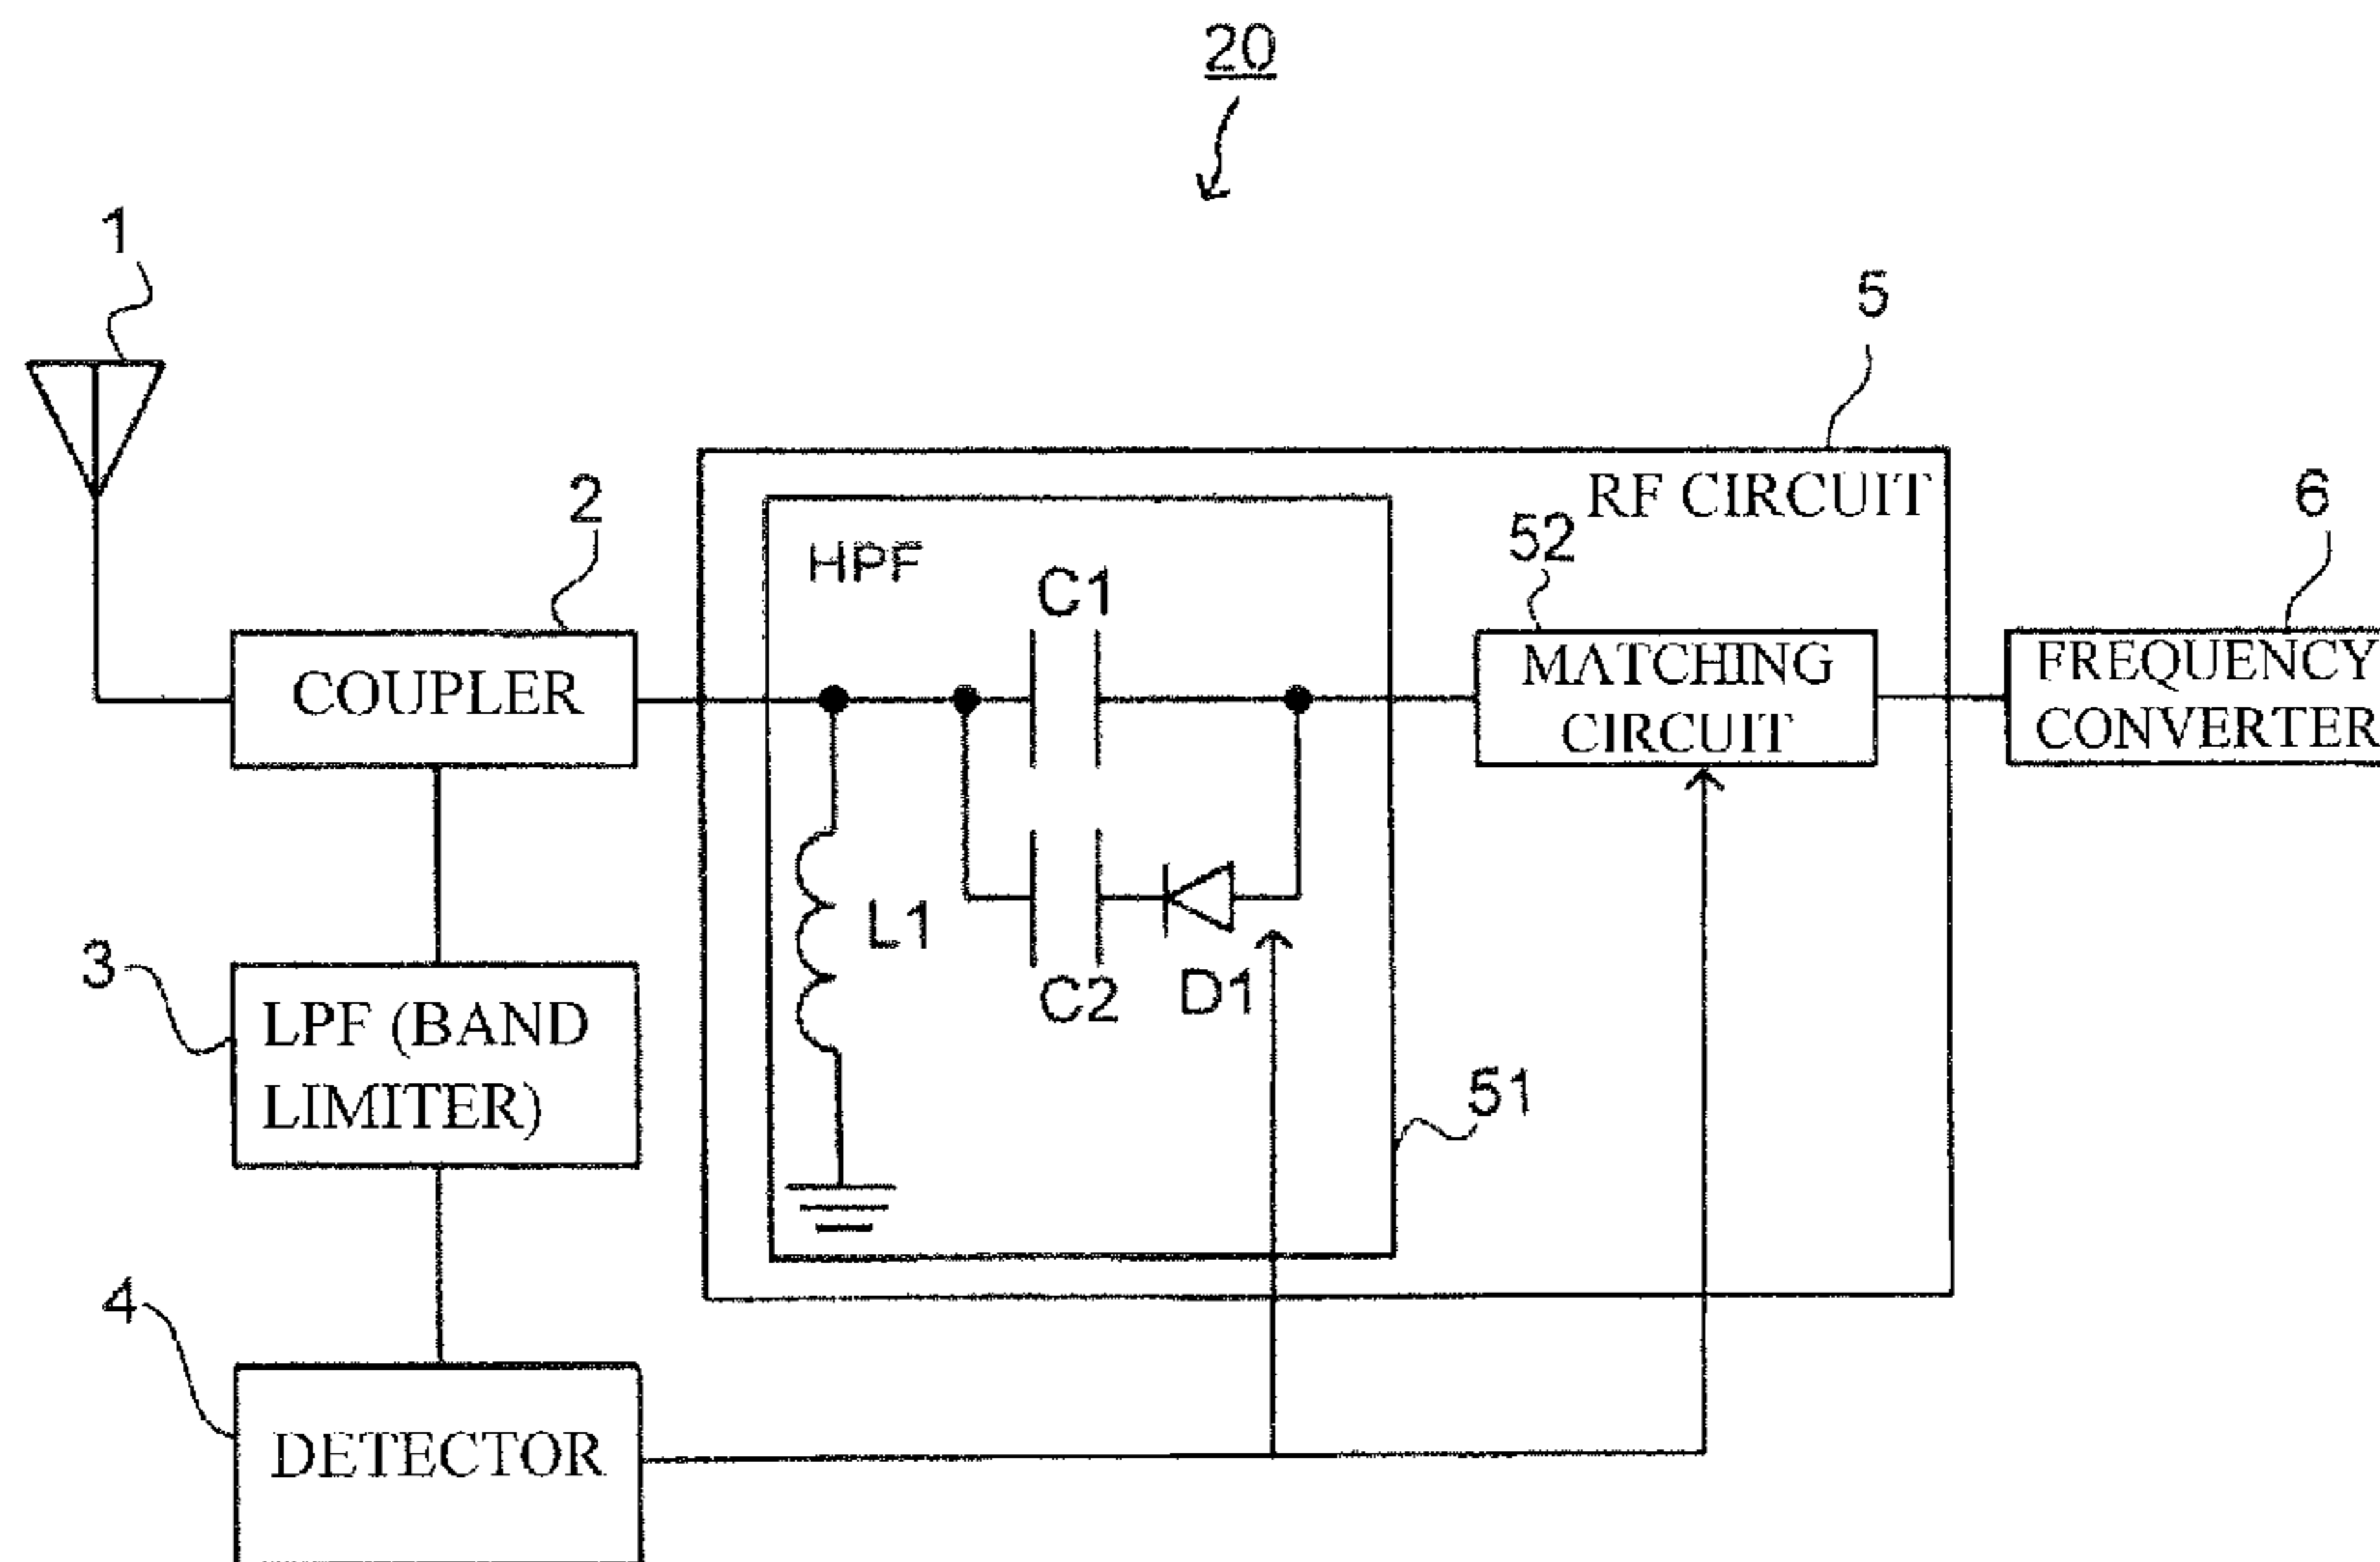 20
1
5
2
RF CIRCUIT
6
52
HPF
C1
COUPLER
MATCHING
CIRCUIT
FREQUENCY
CONVERTER
L1
3
C2
D1
LPF (BAND
LIMITER)
51
4
DETECTOR